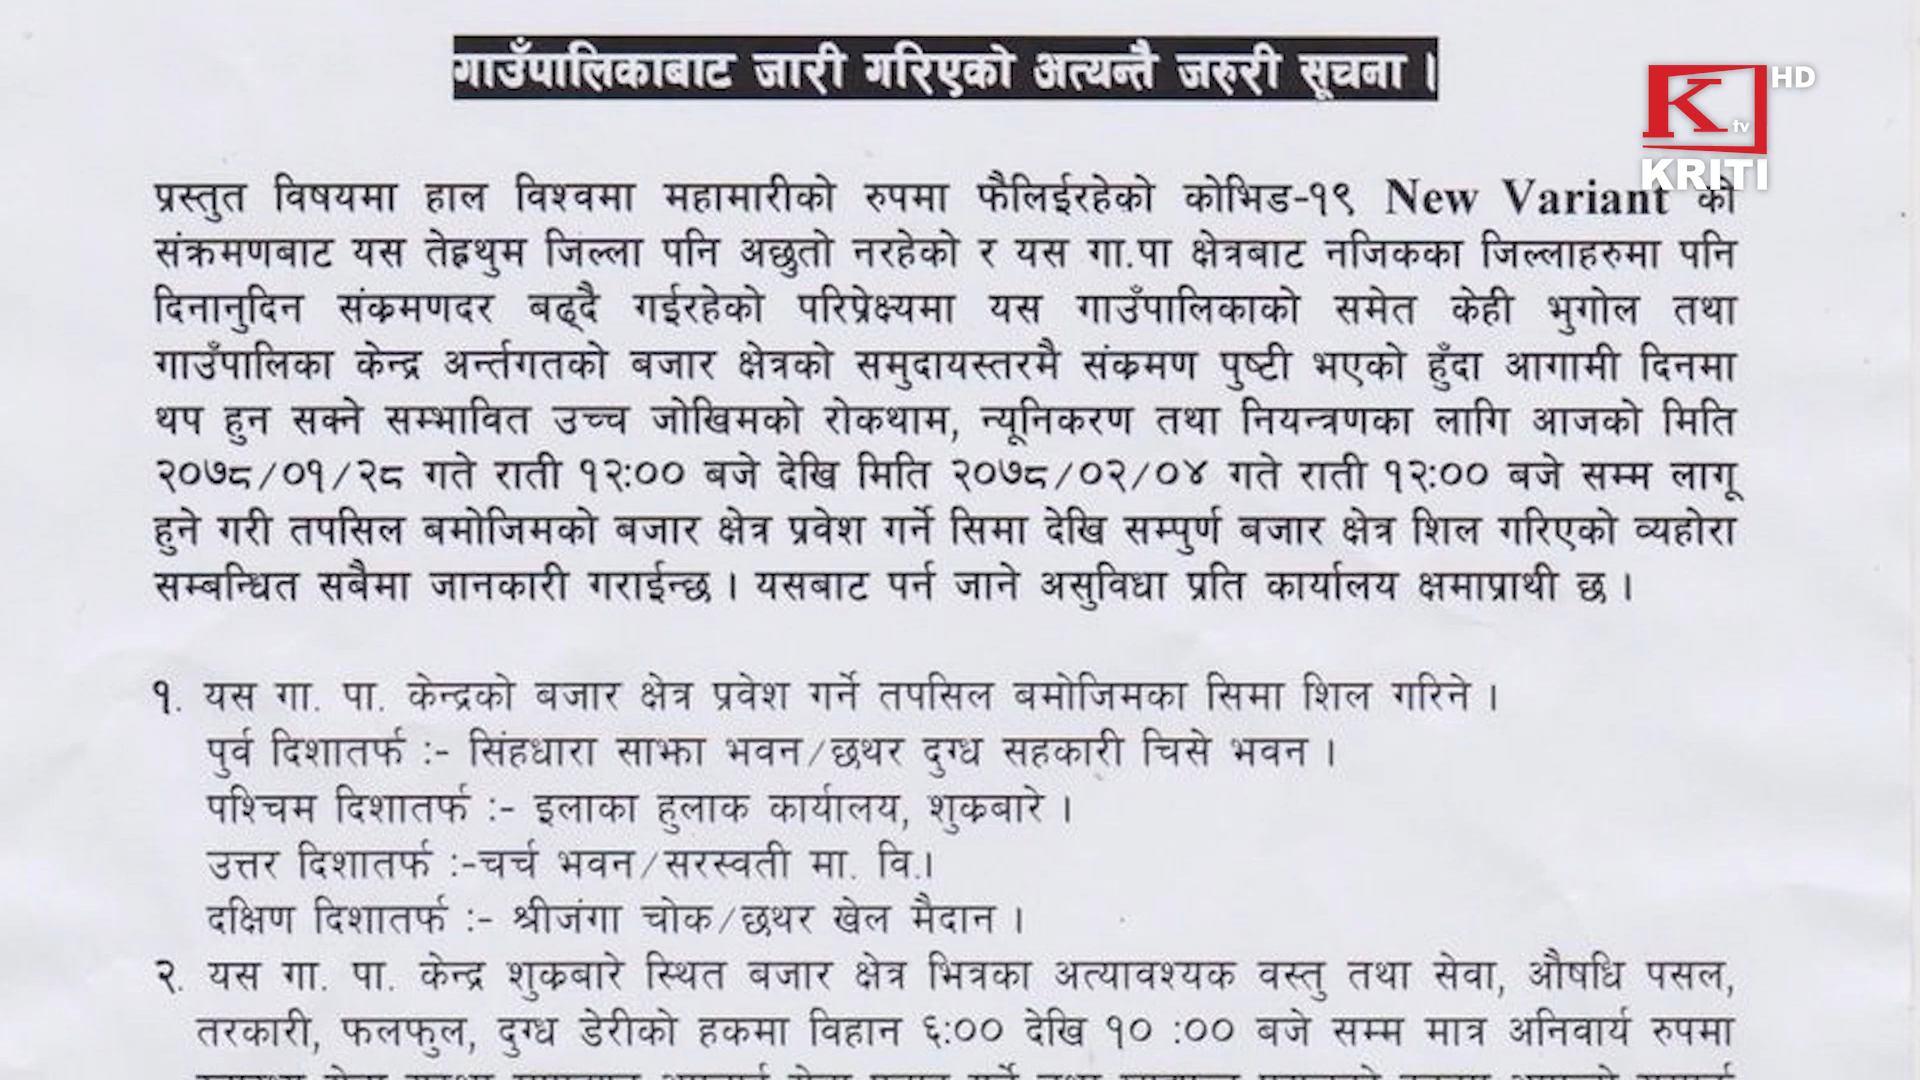 गाउँपालिकाबाट जारी गरिएको अत्यन्तै जरुरी सूचना ।
HD
K tv
KRITI
प्रस्तुत विषयमा हाल विश्वमा महामारीको रुपमा फैलिईरहेको कोभिड-१९ New Variant को
संक्रमणबाट यस तेह्रथुम जिल्ला पनि अछुतो नरहेको र यस गा.पा क्षेत्रबाट नजिकका जिल्लाहरुमा पनि
दिनानुदिन संक्रमणदर बढ्दै गईरहेको परिप्रेक्ष्यमा यस गाउँपालिकाको समेत केही भुगोल तथा
गाउँपालिका केन्द्र अर्न्तगतको बजार क्षेत्रको समुदायस्तरमै संक्रमण पुष्टी भएको हुँदा आगामी दिनमा
थप हुन सक्ने सम्भावित उच्च जोखिमको रोकथाम, न्यूनिकरण तथा नियन्त्रणका लागि आजको मिति
२०७८/०१/२८ गते राती १२:०० बजे देखि मिति २०७८/०२/०४ गते राती १२:०० बजे सम्म लागू
हुने गरी तपसिल बमोजिमको बजार क्षेत्र प्रवेश गर्ने सिमा देखि सम्पुर्ण बजार क्षेत्र शिल गरिएको व्यहोरा
सम्बन्धित सबैमा जानकारी गराईन्छ । यसबाट पर्न जाने असुविधा प्रति कार्यालय क्षमाप्रार्थी छ ।
१. यस गा. पा. केन्द्रको बजार क्षेत्र प्रवेश गर्ने तपसिल बमोजिमका सिमा शिल गरिने ।
पुर्व दिशातर्फ :- सिंहधारा साझा भवन/छथर दुग्ध सहकारी चिसे भवन ।
पश्चिम दिशातर्फ :- इलाका हुलाक कार्यालय, शुक्रबारे ।
उत्तर दिशातर्फ :-चर्च भवन/सरस्वती मा. वि.।
दक्षिण दिशातर्फ :- श्रीजंगा चोक/छथर खेल मैदान ।
२. यस गा. पा. केन्द्र शुक्रबारे स्थित बजार क्षेत्र भित्रका अत्यावश्यक वस्तु तथा सेवा, औषधि पसल,
तरकारी, फलफुल, दुग्ध डेरीको हकमा विहान ६:०० देखि १० :०० बजे सम्म मात्र अनिवार्य रुपमा